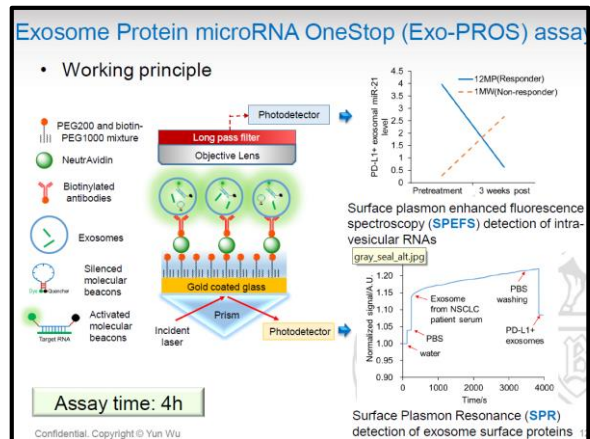 Exosome Protein microRNA OneStop (Exo-PROS) assay
• Working principle
PEG200 and biotin-
PEG1000 mixture
NeutrAvidin
Biotinylated
antibodies
Exosomes
Silenced
molecular
beacons
Quencher
Activated
molecular
beacons
Target RNA
Photodetector
Long pass filter
Objective Lens
Gold coated glass
Prism
Incident
laser
Photodetector
Assay time: 4h
Confidential. Copyright © Yun Wu
PD-L1+ exosomal miR-21
level
4.5
4
3.5
3
2.5
2
1.5
1
0.5
0
12MP(Responder)
1MW(Non-responder)
Pretreatment
3 weeks post
Surface plasmon enhanced fluorescence
spectroscopy (SPEFS) detection of intra-
vesicular RNAs
gray_seal_alt.jpg
Normalized signal/A.U.
1.20
1.15
1.10
1.05
1.00
0.95
0.90
PBS
washing
Exosome
from NSCLC
patient serum
PBS
water
PD-L1+
exosomes
0
1000
2000
3000
4000
Time/s
Surface Plasmon Resonance (SPR)
detection of exosome surface proteins